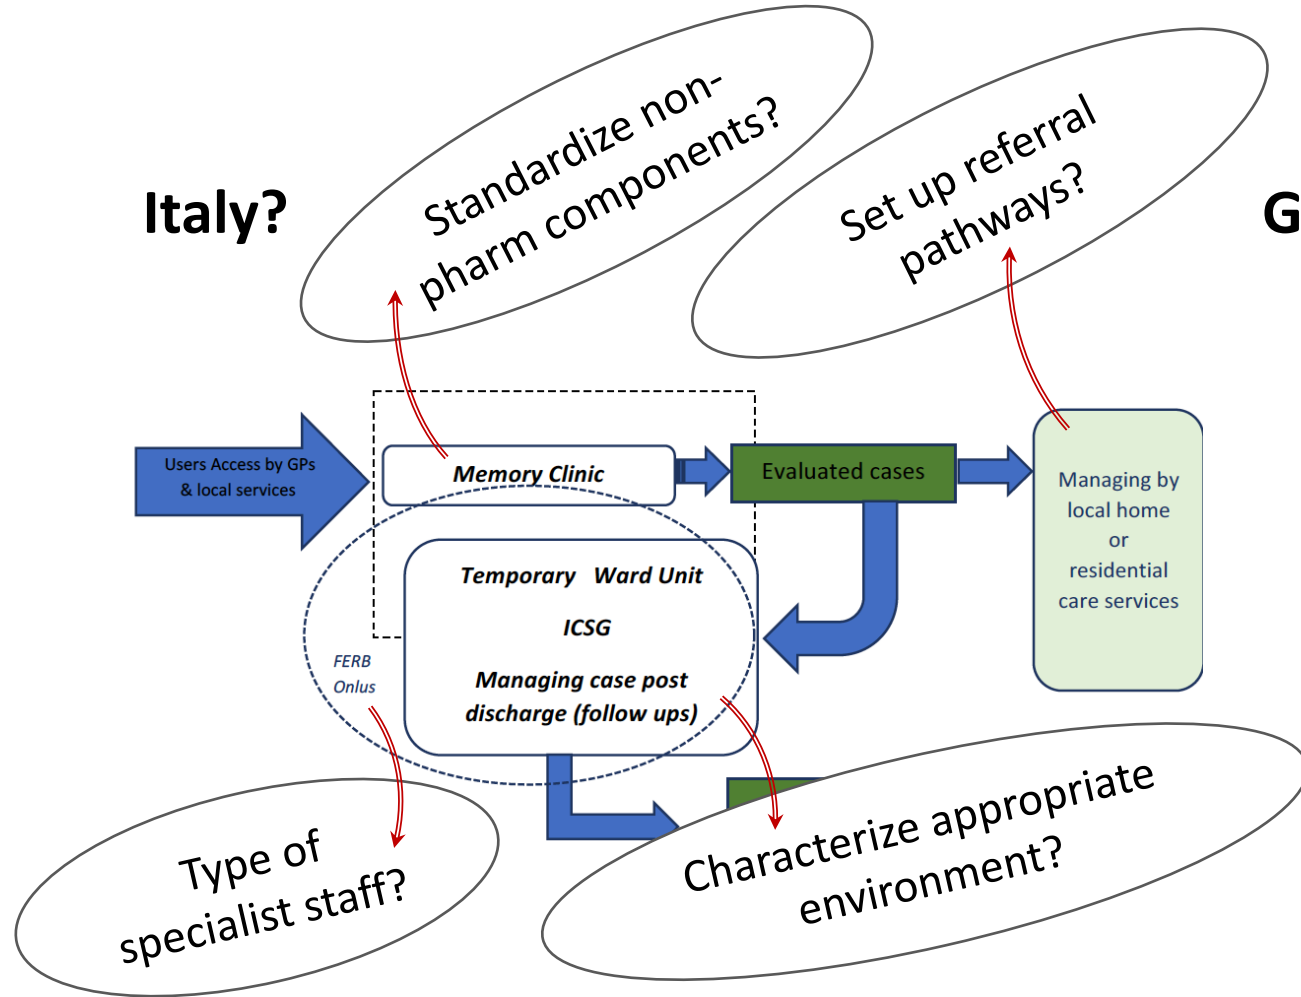 Standardize non-
pharm components?
Set up referral
pathways?
Italy?
G
Users Access by GPs
& local services
Memory Clinic
Evaluated cases
Managing by
local home
or
residential
care services
Temporary Ward Unit
ICSG
Managing case post
discharge (follow ups)
FERB
Onlus
Type of
specialist staff?
Characterize appropriate
environment?